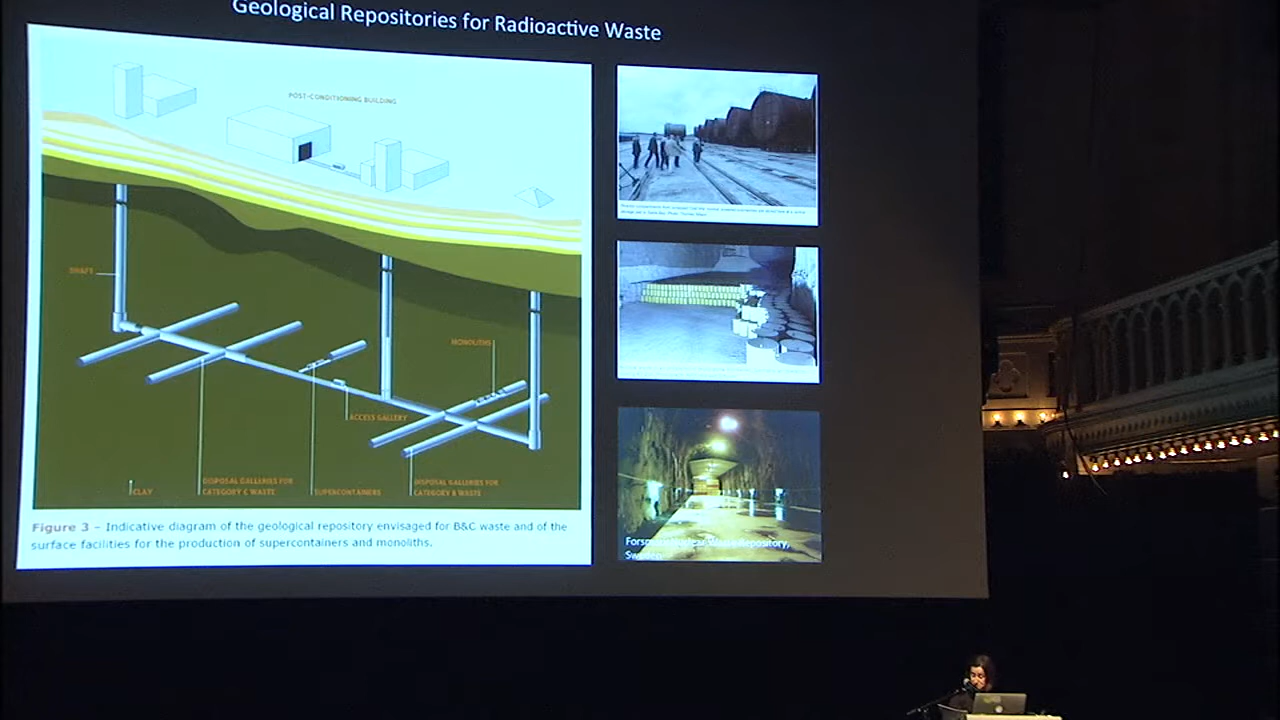 Geological Repositories for Radioactive Waste
POST-CONDITIONING BUILDING
SHAFT
MONOLITHS
ACCESS GALLERY
CLAY
DISPOSAL GALLERIES FOR
CATEGORY C WASTE
SUPERCONTAINERS
DISPOSAL GALLERIES FOR
CATEGORY B WASTE
Figure 3 – Indicative diagram of the geological repository envisaged for B&C waste and of the
surface facilities for the production of supercontainers and monoliths.
Repository,
Sweden